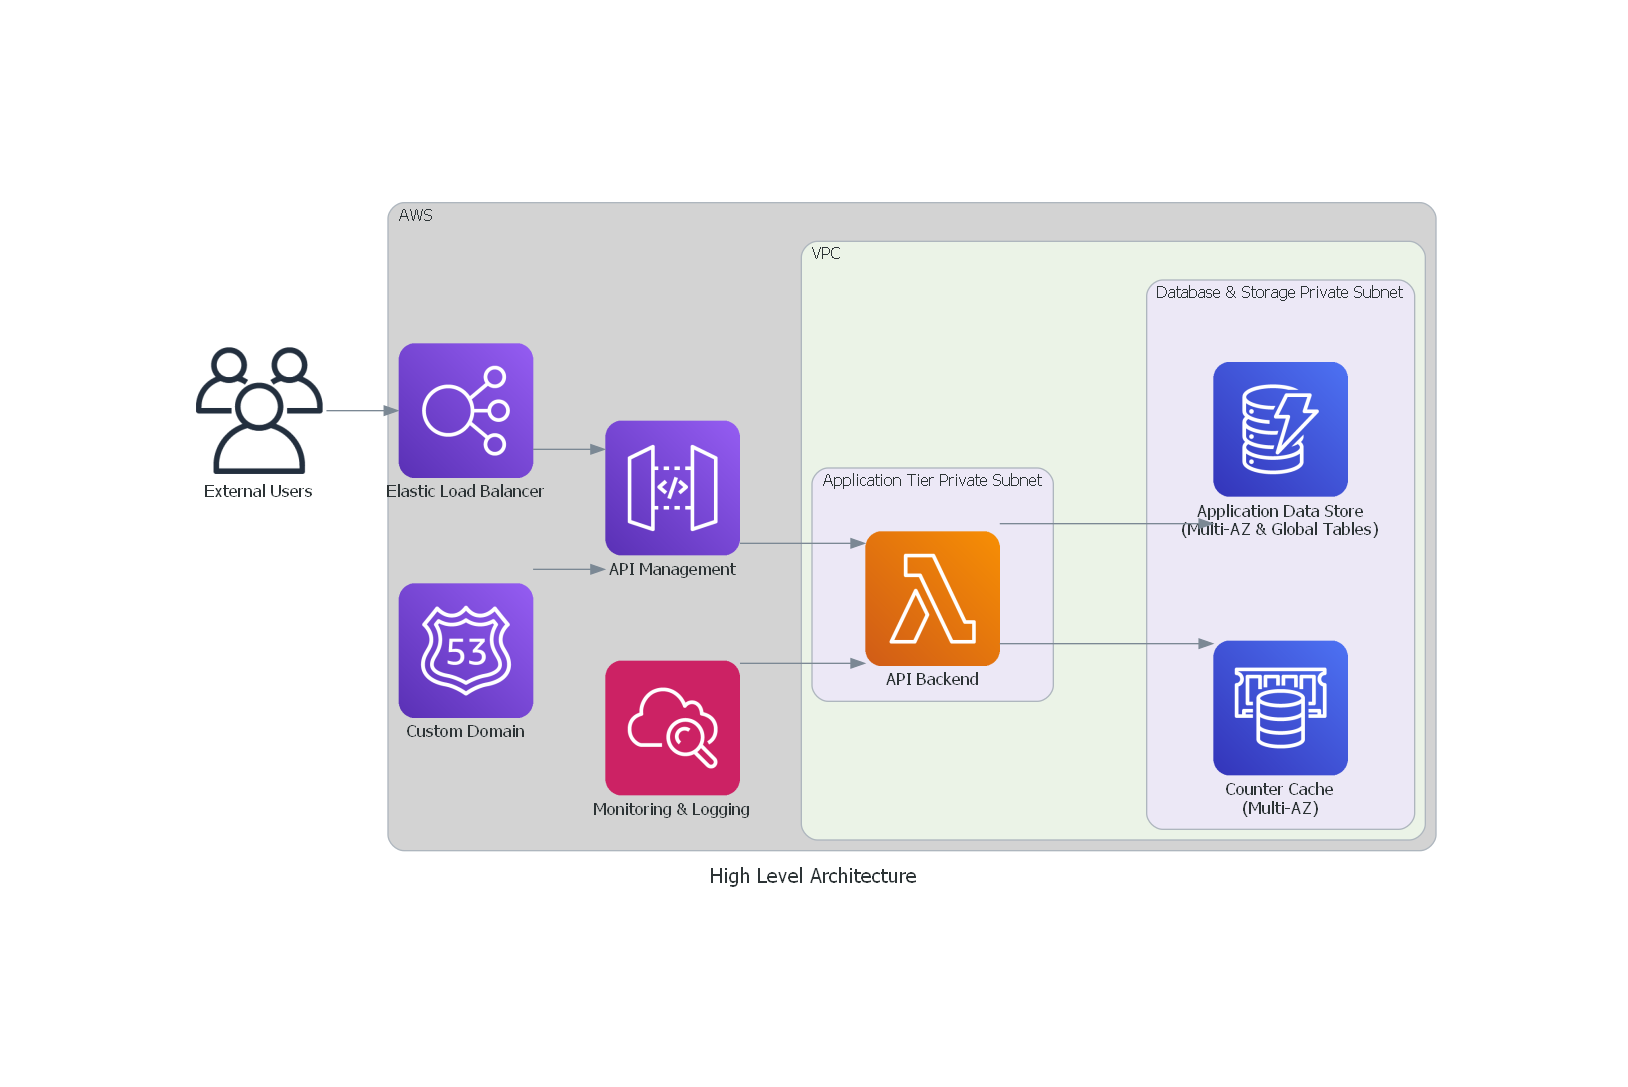 AWS
VPC
Database & Storage Private Subnet
External Users
Elastic Load Balancer
Application Tier Private Subnet
Application Data Store
(Multi-AZ & Global Tables)
API Management
53
Custom Domain
API Backend
Monitoring & Logging
Counter Cache
(Multi-AZ)
High Level Architecture